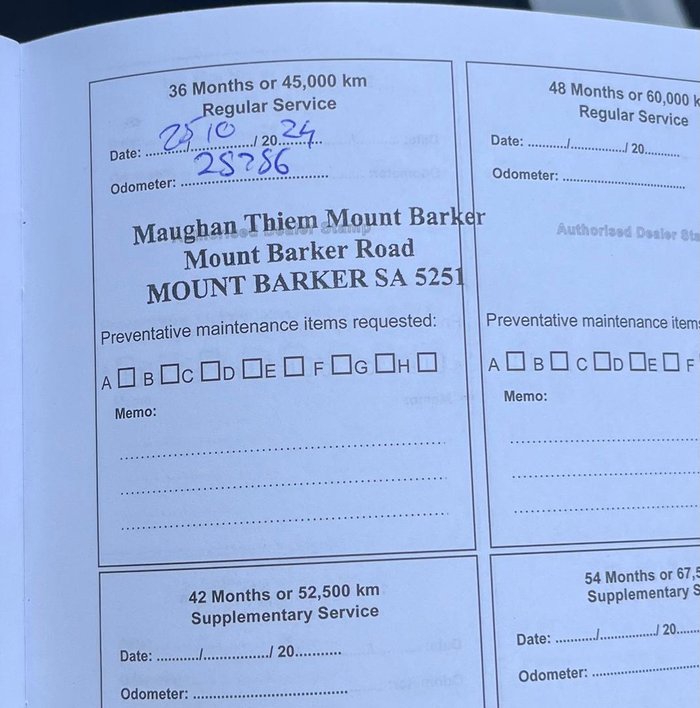 36 Months or 45,000 km
Regular Service
Date: 25/10/2024
Odometer: 28786
Maughan Thiem Mount Barker
Mount Barker Road
MOUNT BARKER SA 5251
Preventative maintenance items requested:
A □ B □ C □ D □ E □ F □ G □ H □
Memo:
42 Months or 52,500 km
Supplementary Service
Date: ........../................/ 20...........
Odometer: ......................................
48 Months or 60,000 k
Regular Service
Date: ........../............../ 20.........
Odometer: ..............................
Authorised Dealer Sta
Preventative maintenance item
A □ B □ C □ D □ E □ F
Memo:
54 Months or 67,5
Supplementary S
Date: ........../............../ 20......
Odometer: ..........................